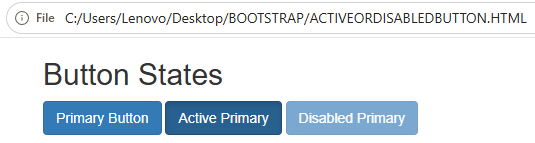 File C:/Users/Lenovo/Desktop/BOOTSTRAP/ACTIVEORDISABLEDBUTTON.HTML
Button States
Primary Button Active Primary Disabled Primary